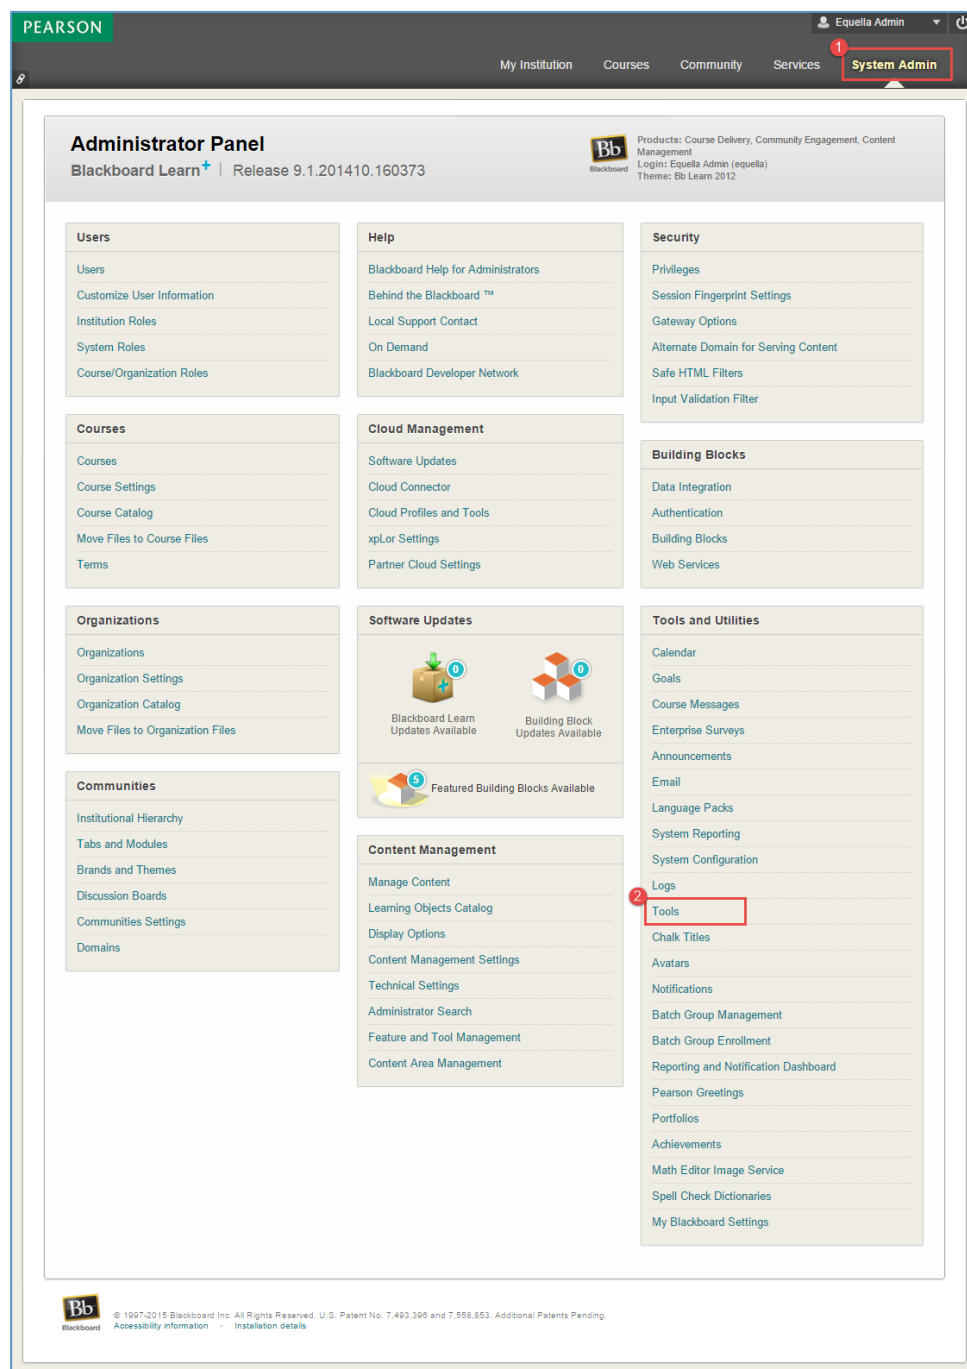 PEARSON
Equella Admin
1
My Institution
Courses
Community
Services
System Admin
Administrator Panel
Blackboard Learn+ | Release 9.1.201410.160373
Bb
Blackboard
Products: Course Delivery, Community Engagement, Content
Management
Login: Equella Admin (equella)
Theme: Bb Learn 2012
Users
Users
Customize User Information
Institution Roles
System Roles
Course/Organization Roles
Courses
Courses
Course Settings
Course Catalog
Move Files to Course Files
Terms
Organizations
Organizations
Organization Settings
Organization Catalog
Move Files to Organization Files
Communities
Institutional Hierarchy
Tabs and Modules
Brands and Themes
Discussion Boards
Communities Settings
Domains
Help
Blackboard Help for Administrators
Behind the Blackboard ™
Local Support Contact
On Demand
Blackboard Developer Network
Cloud Management
Software Updates
Cloud Connector
Cloud Profiles and Tools
xpLor Settings
Partner Cloud Settings
Software Updates
0
Blackboard Learn
Updates Available
0
Building Block
Updates Available
5
Featured Building Blocks Available
Content Management
Manage Content
Learning Objects Catalog
Display Options
Content Management Settings
Technical Settings
Administrator Search
Feature and Tool Management
Content Area Management
Security
Privileges
Session Fingerprint Settings
Gateway Options
Alternate Domain for Serving Content
Safe HTML Filters
Input Validation Filter
Building Blocks
Data Integration
Authentication
Building Blocks
Web Services
Tools and Utilities
Calendar
Goals
Course Messages
Enterprise Surveys
Announcements
Email
Language Packs
System Reporting
System Configuration
Logs
2
Tools
Chalk Titles
Avatars
Notifications
Batch Group Management
Batch Group Enrollment
Reporting and Notification Dashboard
Pearson Greetings
Portfolios
Achievements
Math Editor Image Service
Spell Check Dictionaries
My Blackboard Settings
Bb
Blackboard
© 1997-2015 Blackboard Inc. All Rights Reserved. U.S. Patent No. 7,493,396 and 7,558,853. Additional Patents Pending.
Accessibility information - Installation details